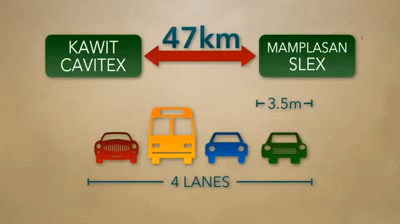 KAWIT
CAVITEX
47km
MAMPLASAN
SLEX
3.5m
4 LANES